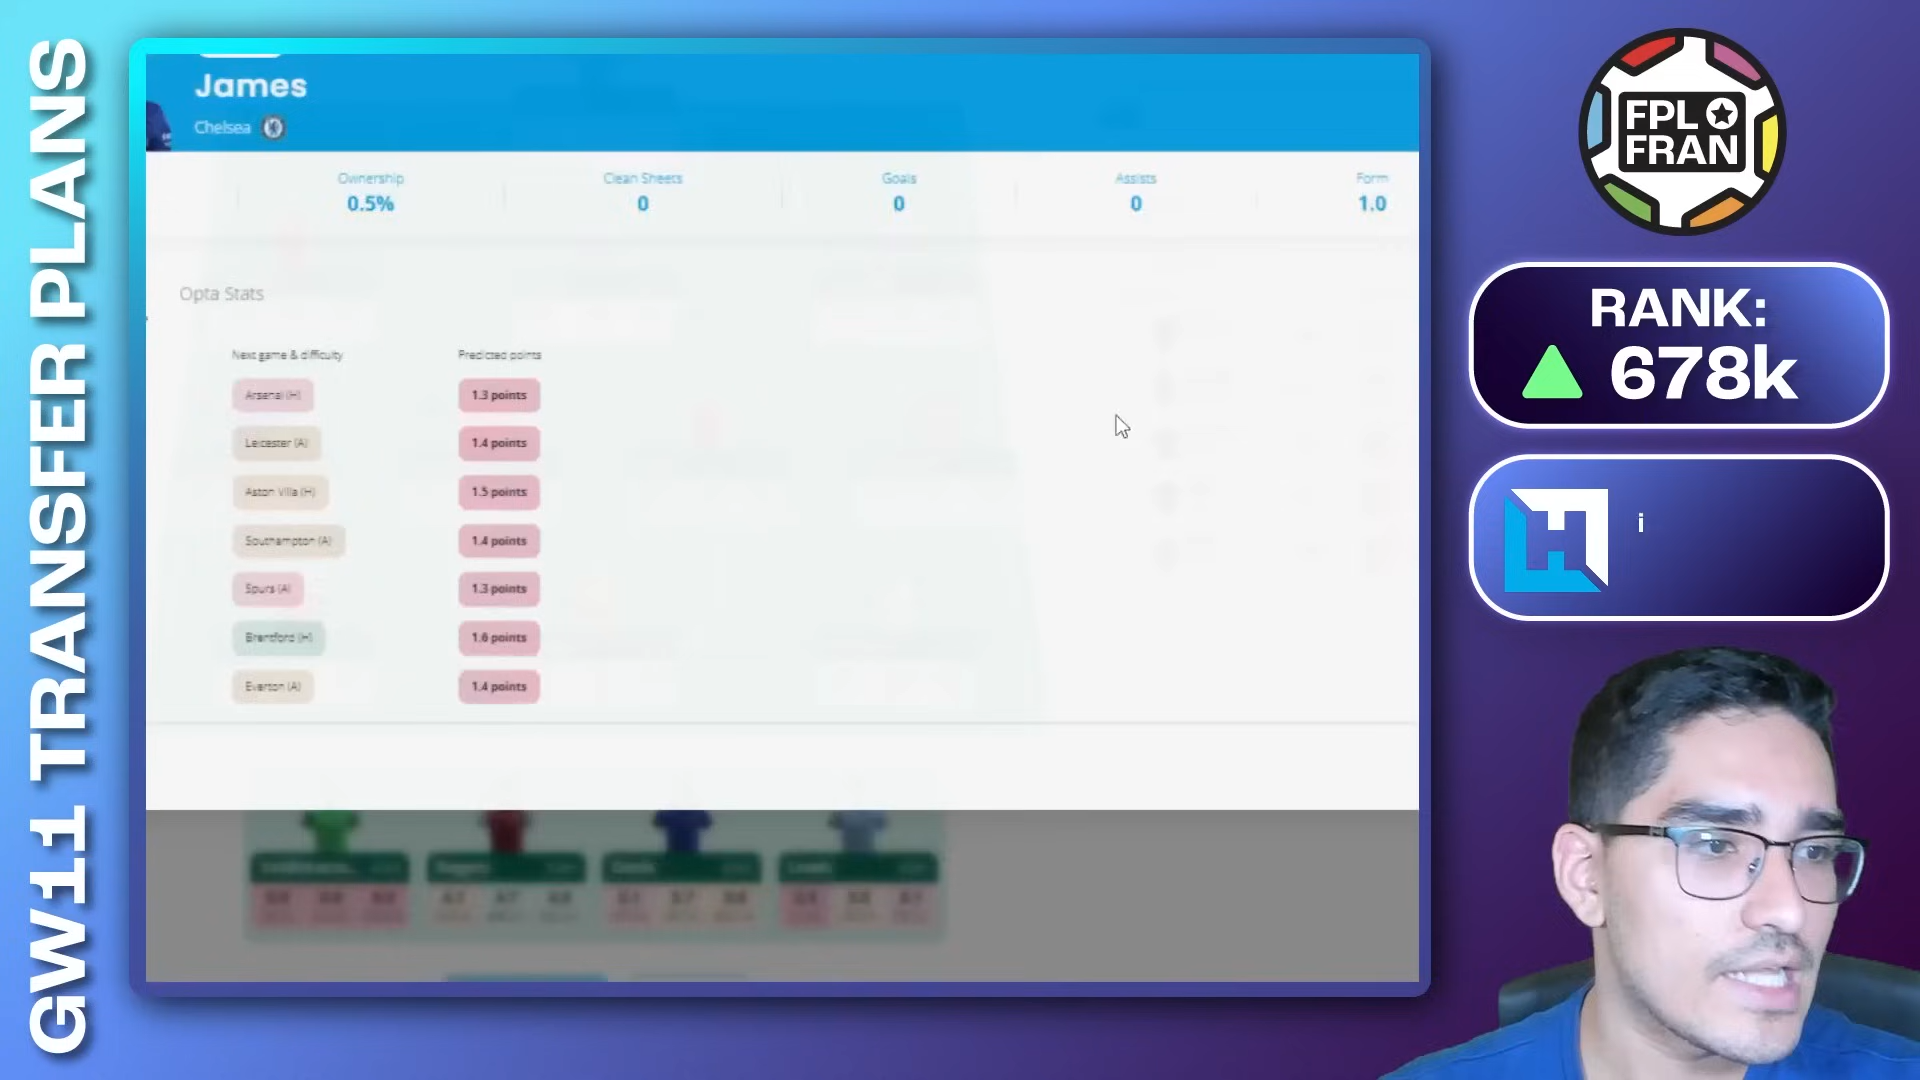 GW11 TRANSFER PLANS
James
Chelsea
Ownership
0.5%
Clean Sheets
0
Goals
0
Assists
0
Form
1.0
Opta Stats
Next game & difficulty
Predicted points
Arsenal (H)
1.3 points
Leicester (A)
1.4 points
Aston Villa (H)
1.5 points
Southampton (A)
1.4 points
Spurs (A)
1.3 points
Brentford (H)
1.6 points
Everton (A)
1.4 points
FPL
FRAN
RANK:
678k
i